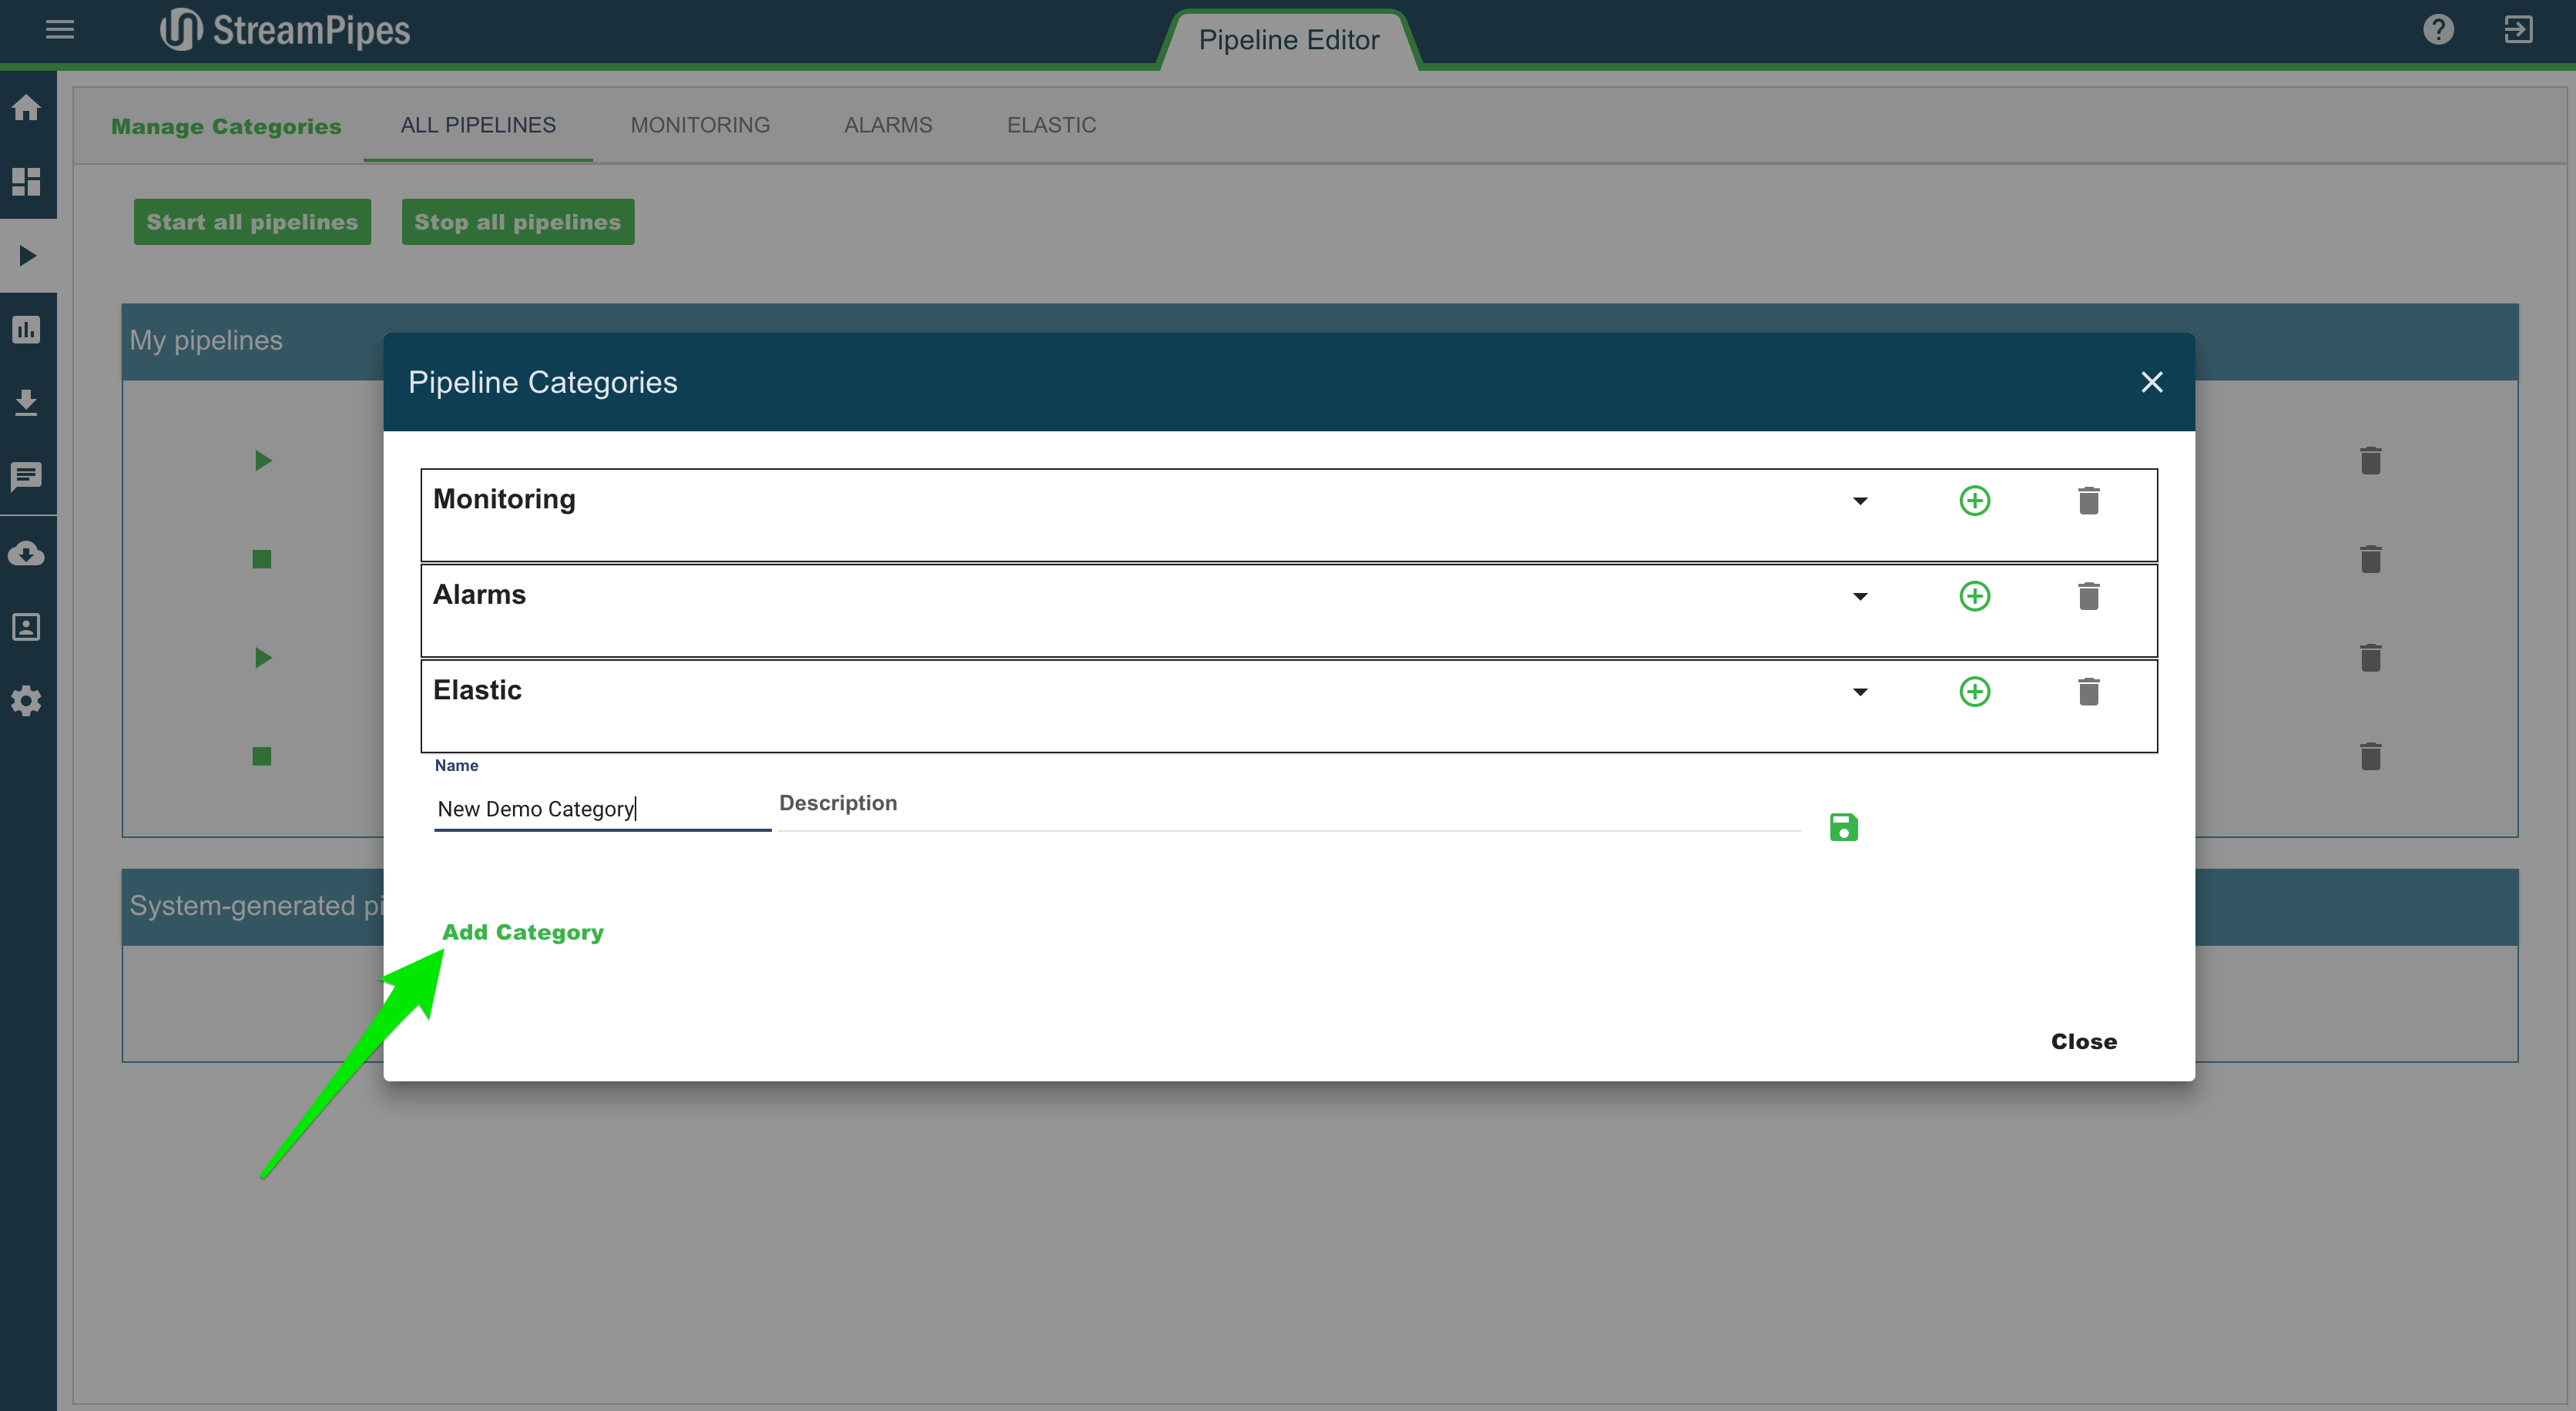 StreamPipes
Pipeline Editor
Manage Categories
ALL PIPELINES
MONITORING
ALARMS
ELASTIC
Start all pipelines
Stop all pipelines
My pipelines
Pipeline Categories
Monitoring
Alarms
Elastic
Name
New Demo Category
Description
System-generated pi
Add Category
Close